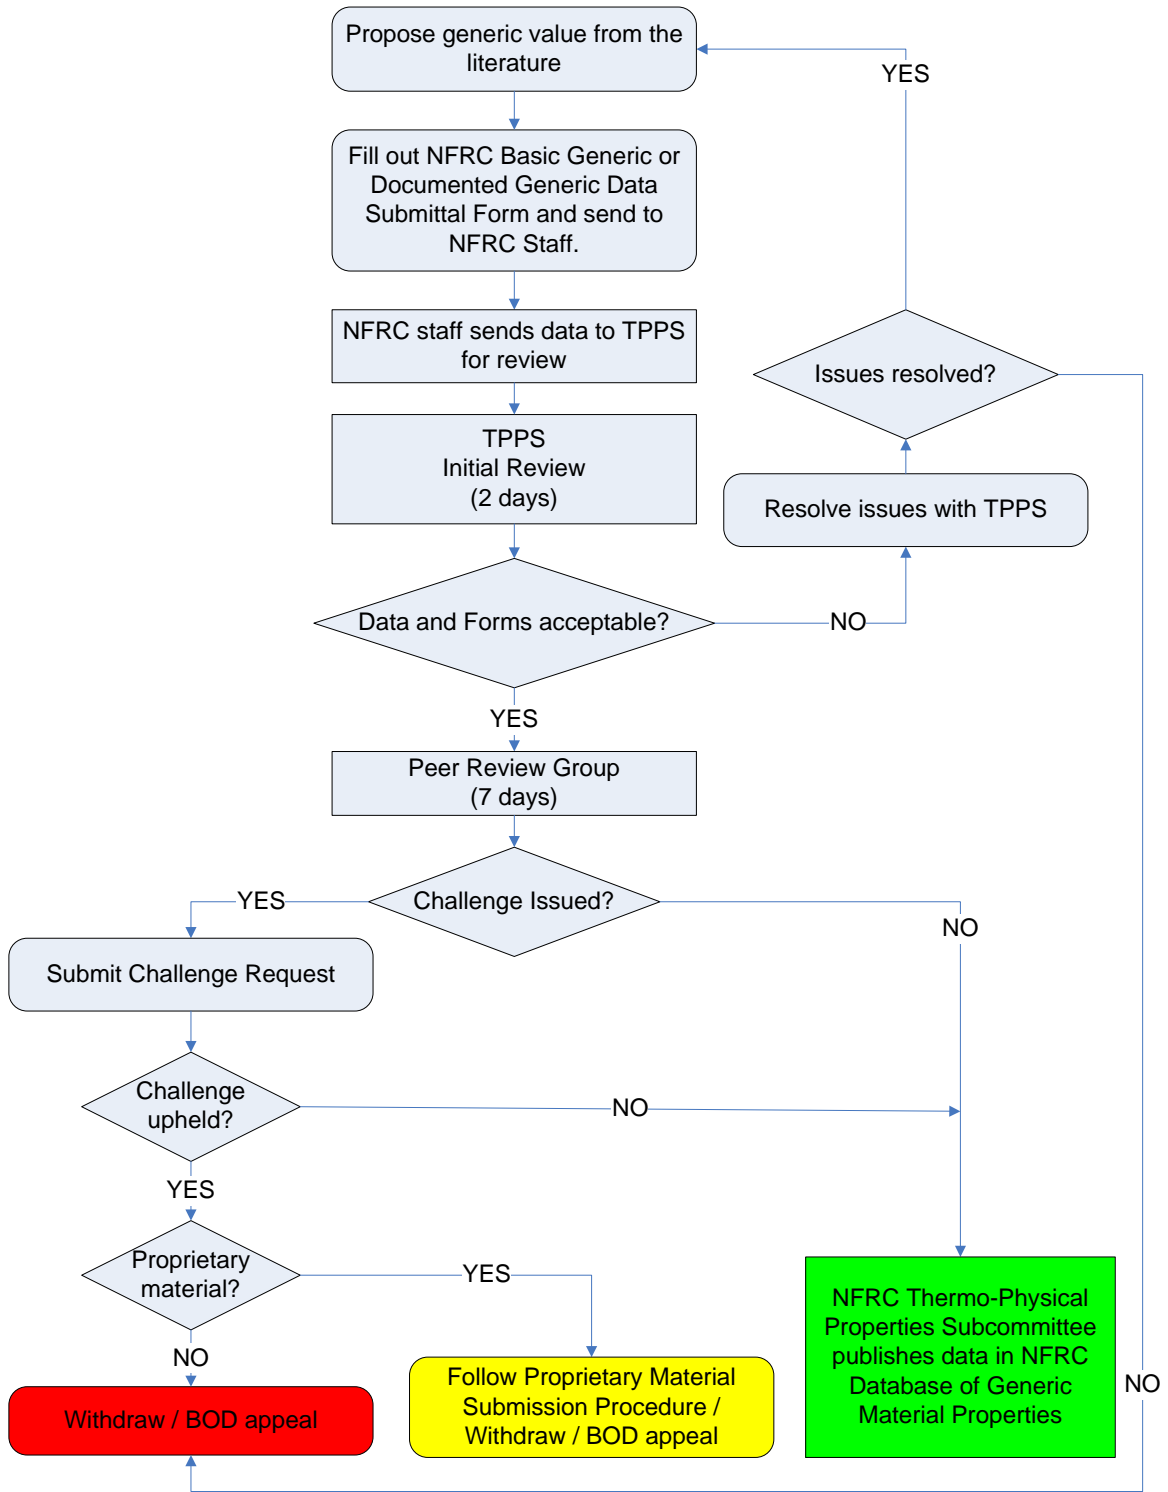 Propose generic value from the
literature
YES
Fill out NFRC Basic Generic or
Documented Generic Data
Submittal Form and send to
NFRC Staff.
NFRC staff sends data to TPPS
for review
Issues resolved?
TPPS
Initial Review
(2 days)
Resolve issues with TPPS
Data and Forms acceptable?
NO
YES
Peer Review Group
(7 days)
Challenge Issued?
YES
NO
Submit Challenge Request
Challenge
upheld?
NO
YES
Proprietary
material?
YES
NO
NFRC Thermo-Physical
Properties Subcommittee
publishes data in NFRC
Database of Generic
Material Properties
NO
Follow Proprietary Material
Submission Procedure /
Withdraw / BOD appeal
Withdraw / BOD appeal